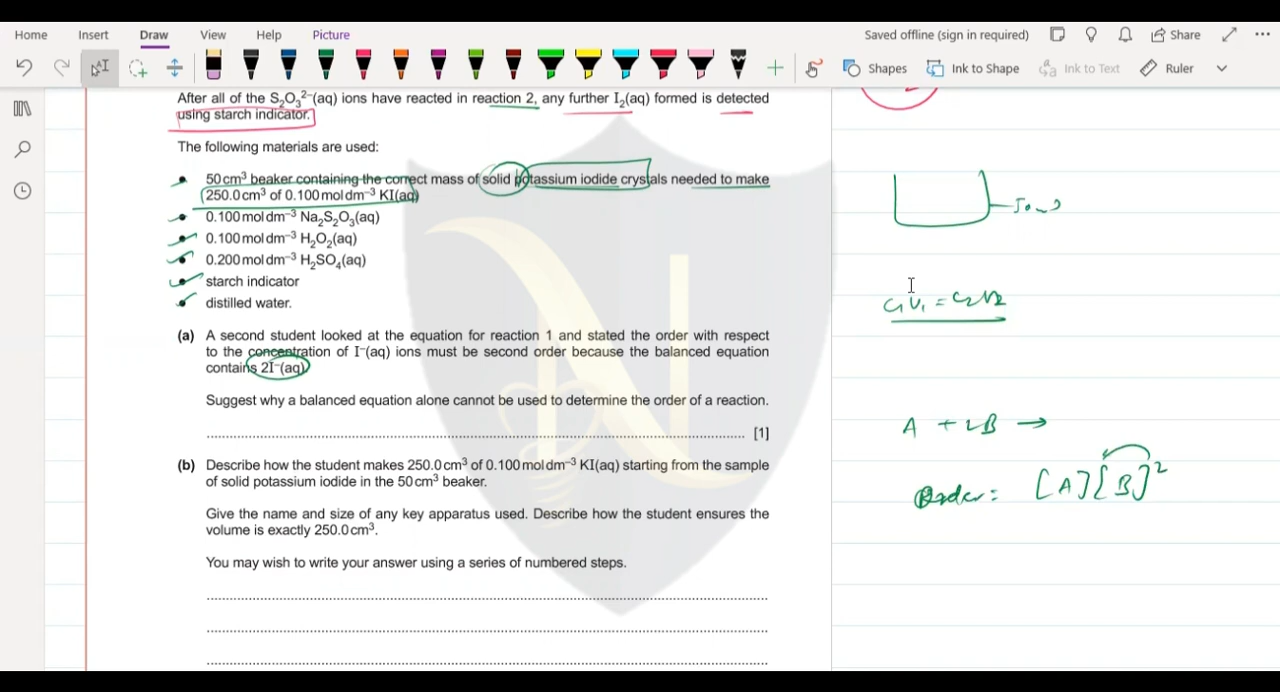 Home Insert Draw View Help Picture Saved offline (sign in required) Share
Shapes Ink to Shape Ink to Text Ruler
After all of the S₂O₃²⁻(aq) ions have reacted in reaction 2, any further I₂(aq) formed is detected
using starch indicator.
The following materials are used:
50 cm³ beaker containing the correct mass of solid potassium iodide crystals needed to make
250.0 cm³ of 0.100 mol dm⁻³ KI(aq)
0.100 mol dm⁻³ Na₂S₂O₃(aq)
0.100 mol dm⁻³ H₂O₂(aq)
0.200 mol dm⁻³ H₂SO₄(aq)
starch indicator
distilled water.
C₁V₁ = C₂V₂
(a) A second student looked at the equation for reaction 1 and stated the order with respect
to the concentration of I⁻(aq) ions must be second order because the balanced equation
contains 2I⁻(aq)
Suggest why a balanced equation alone cannot be used to determine the order of a reaction.
[1]
A + 2B →
(b) Describe how the student makes 250.0 cm³ of 0.100 mol dm⁻³ KI(aq) starting from the sample
of solid potassium iodide in the 50 cm³ beaker.
Order: [A][B]²
Give the name and size of any key apparatus used. Describe how the student ensures the
volume is exactly 250.0 cm³.
You may wish to write your answer using a series of numbered steps.